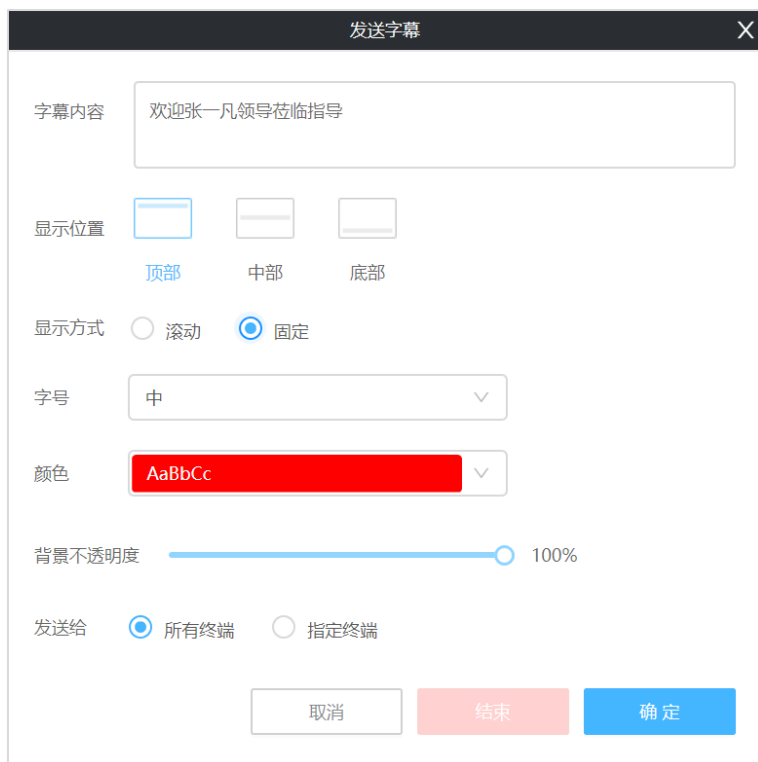 发送字幕 X
字幕内容 欢迎张一凡领导莅临指导
显示位置
顶部 中部 底部
显示方式 滚动 固定
字号 中
颜色 AaBbCc
背景不透明度 100%
发送给 所有终端 指定终端
取消 结束 确定